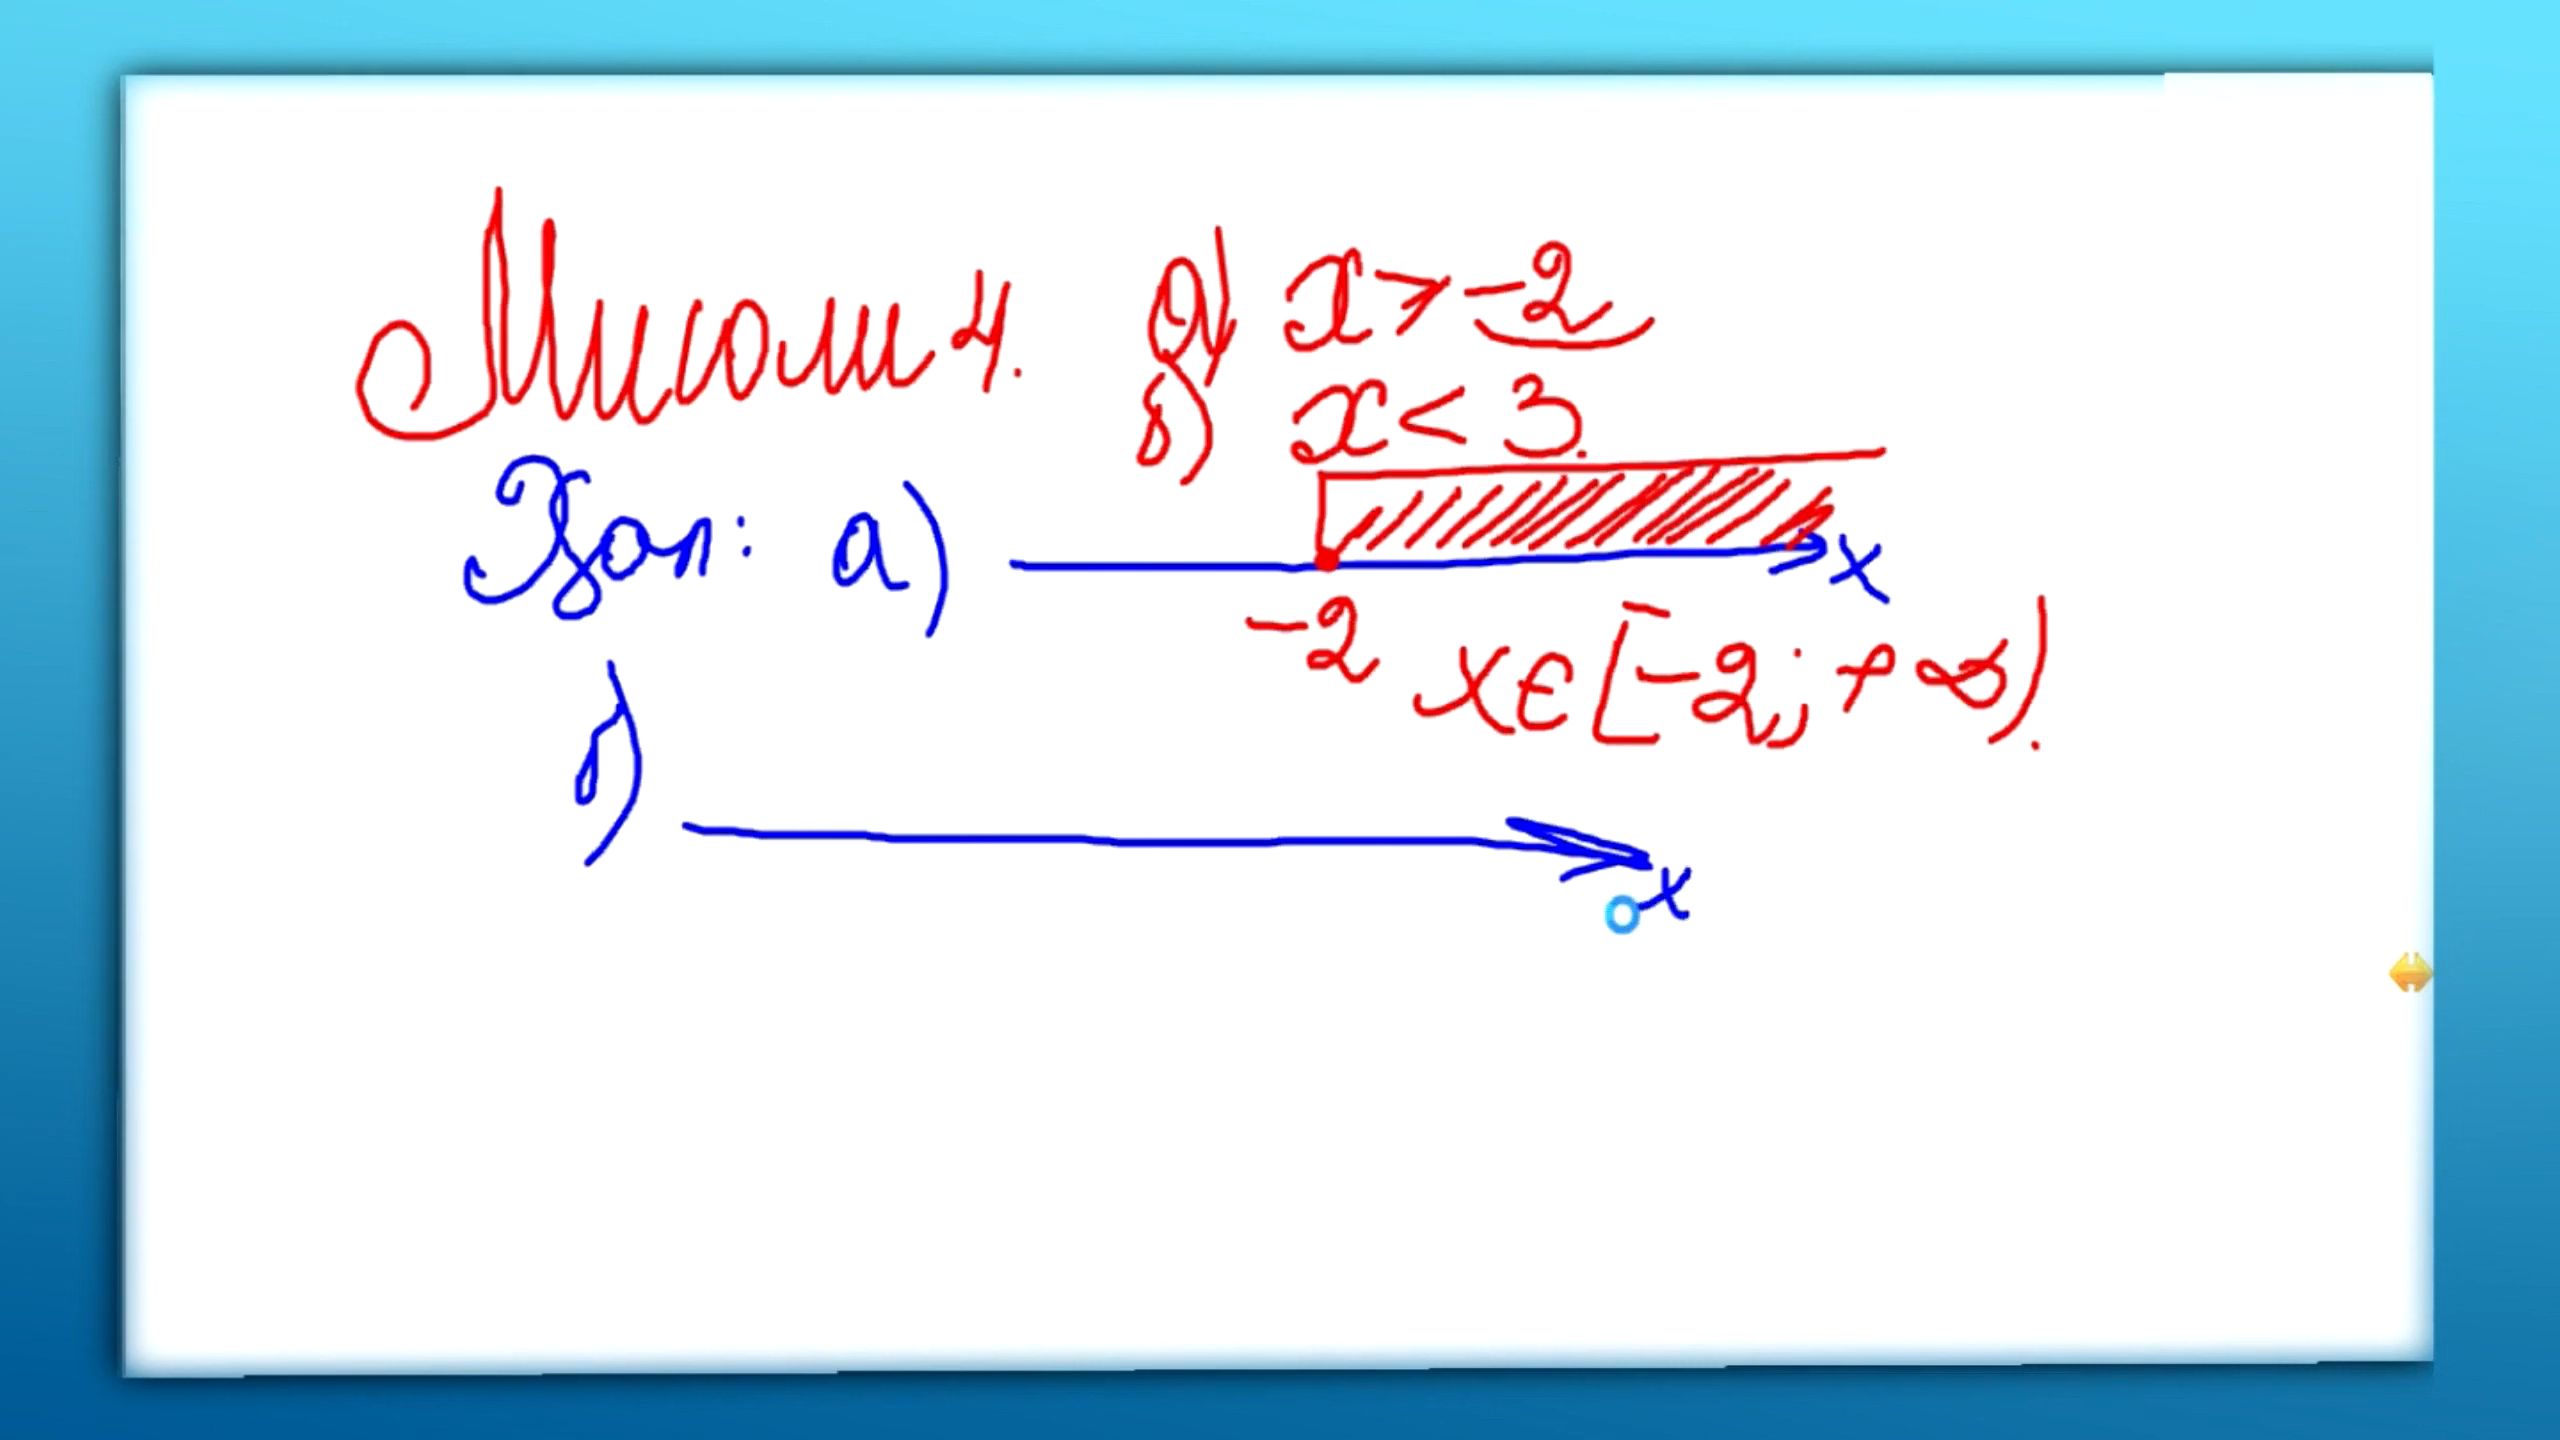 Мисоли 4. а) x > -2
б) x < 3.
Ҳал: а) x
-2 x ∈ [-2; +∞).
б)
x